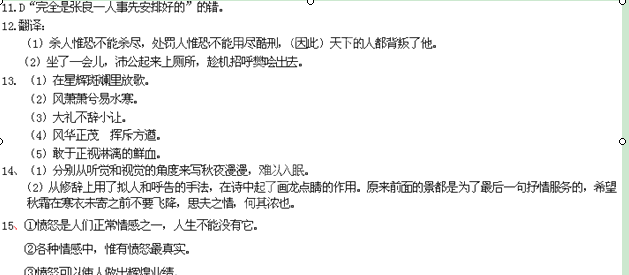 11.D“完全是张良一人事先安排好的”的错。
12.翻译：
（1）杀人惟恐不能杀尽，处罚人惟恐不能用尽酷刑，（因此）天下的人都背叛了他。
（2）坐了一会儿，沛公起来上厕所，趁机招呼樊哙出去。
13.（1）在星辉斑斓里放歌。
（2）风萧萧兮易水寒。
（3）大礼不辞小让。
（4）风华正茂 挥斥方遒。
（5）敢于正视淋漓的鲜血。
14、（1）分别从听觉和视觉的角度来写秋夜漫漫，难以入眠。
（2）从修辞上用了拟人和呼告的手法，在诗中起了画龙点睛的作用。原来前面的景都是为了最后一句抒情服务的，希望
秋霜在寒衣未寄之前不要飞降，思夫之情，何其浓也。
15、①愤怒是人们正常情感之一，人生不能没有它。
②各种情感中，惟有愤怒最真实。
③愤怒可以使人做出辉煌业绩。